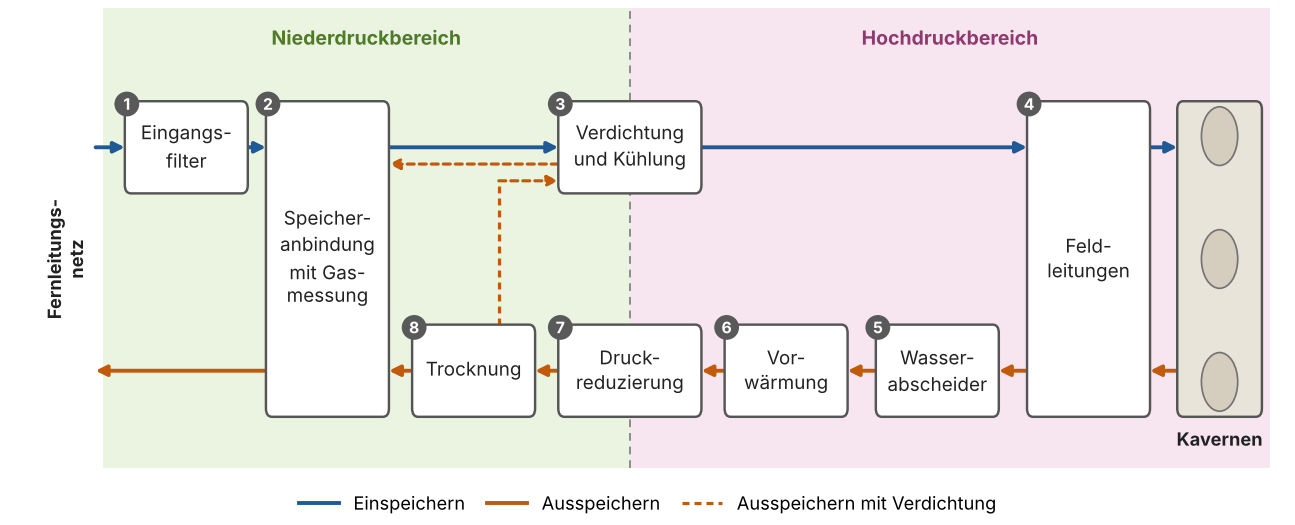 Niederdruckbereich
Hochdruckbereich
1
Eingangs-
filter
2
Speicher-
anbindung
mit Gas-
messung
3
Verdichtung
und Kühlung
4
Feld-
leitungen
Fernleitungs-
netz
8
Trocknung
7
Druck-
reduzierung
6
Vor-
wärmung
5
Wasser-
abscheider
Kavernen
Einspeichern
Ausspeichern
Ausspeichern mit Verdichtung